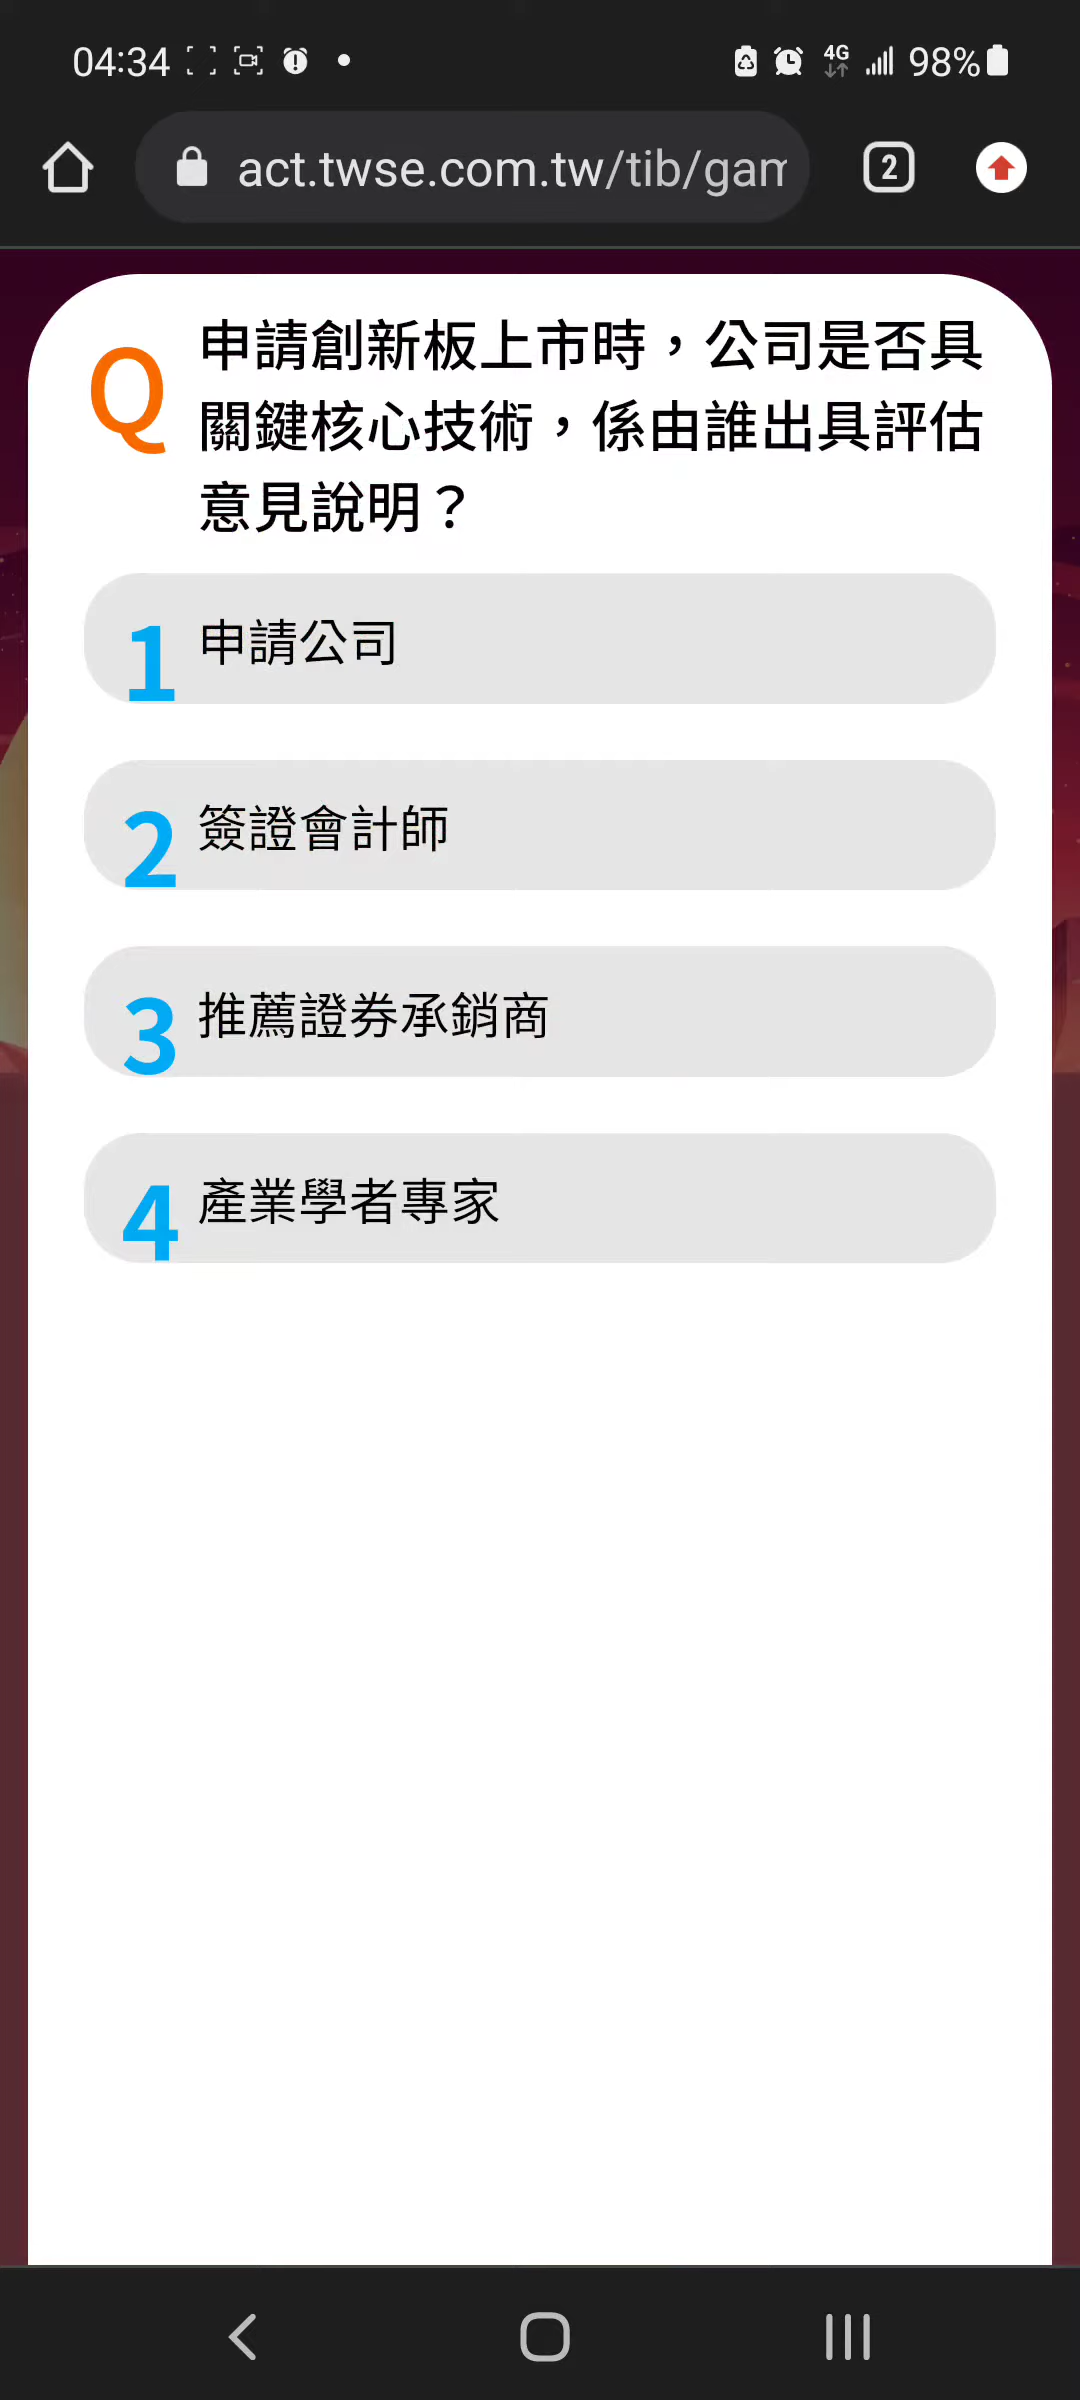 04:34
4G
98%
act.twse.com.tw/tib/gam
2
Q
申請創新板上市時，公司是否具
關鍵核心技術，係由誰出具評估
意見說明？
1 申請公司
2 簽證會計師
3 推薦證券承銷商
4 產業學者專家